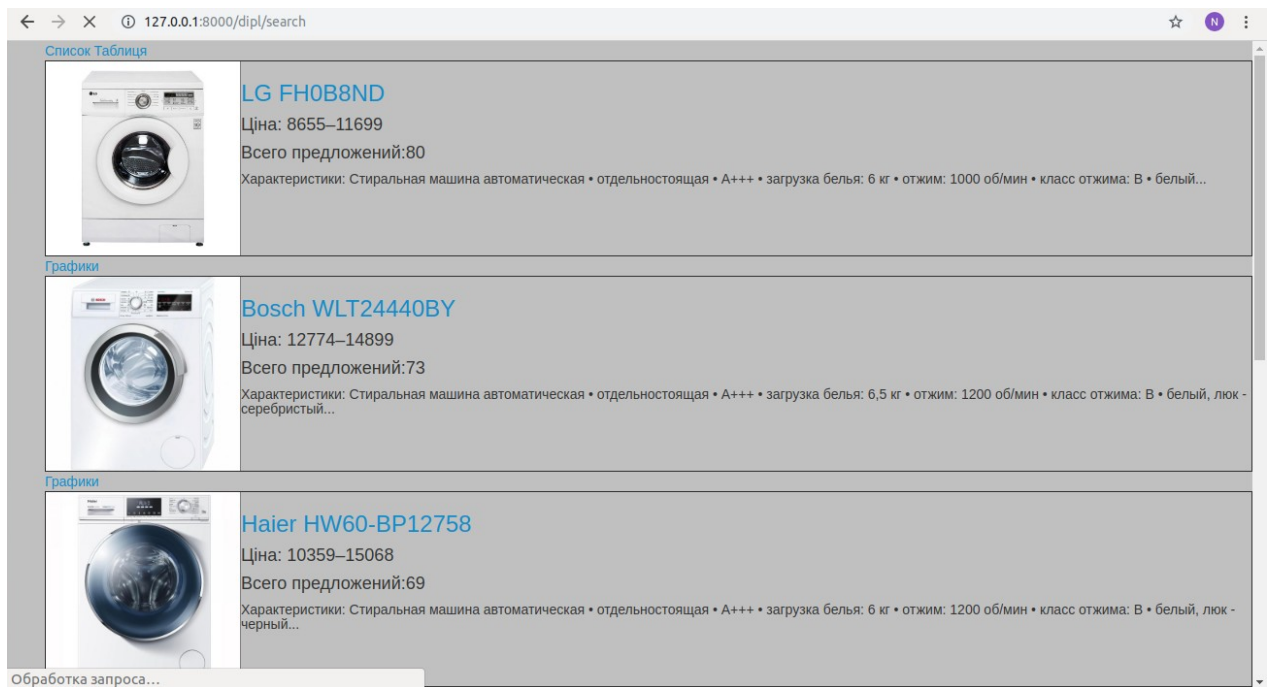 127.0.0.1:8000/dipl/search
N
Список Таблиця
LG FH0B8ND
Ціна: 8655–11699
Всего предложений:80
Характеристики: Стиральная машина автоматическая • отдельностоящая • А+++ • загрузка белья: 6 кг • отжим: 1000 об/мин • класс отжима: В • белый...
Графики
Bosch WLT24440BY
Ціна: 12774–14899
Всего предложений:73
Характеристики: Стиральная машина автоматическая • отдельностоящая • А+++ • загрузка белья: 6,5 кг • отжим: 1200 об/мин • класс отжима: В • белый, люк -
серебристый...
Графики
Haier HW60-BP12758
Ціна: 10359–15068
Всего предложений:69
Характеристики: Стиральная машина автоматическая • отдельностоящая • А+++ • загрузка белья: 6 кг • отжим: 1200 об/мин • класс отжима: В • белый, люк -
черный...
Обработка запроса...